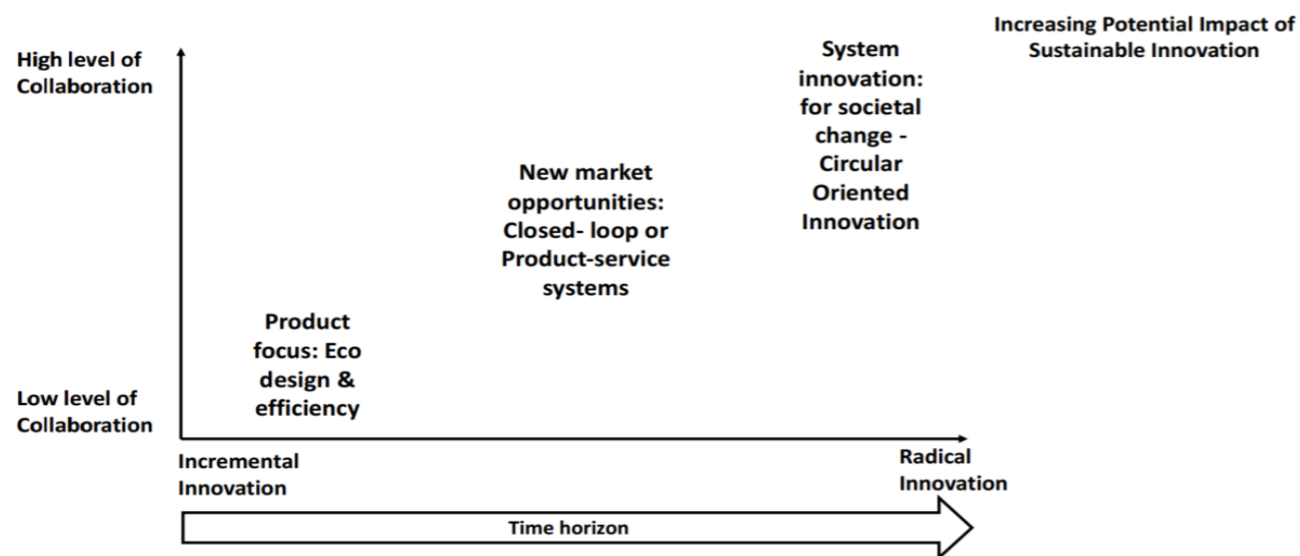 Increasing Potential Impact of
Sustainable Innovation
High level of
Collaboration
System
innovation:
for societal
change -
Circular
Oriented
Innovation
New market
opportunities:
Closed- loop or
Product-service
systems
Product
focus: Eco
design &
efficiency
Low level of
Collaboration
Incremental
Innovation
Radical
Innovation
Time horizon